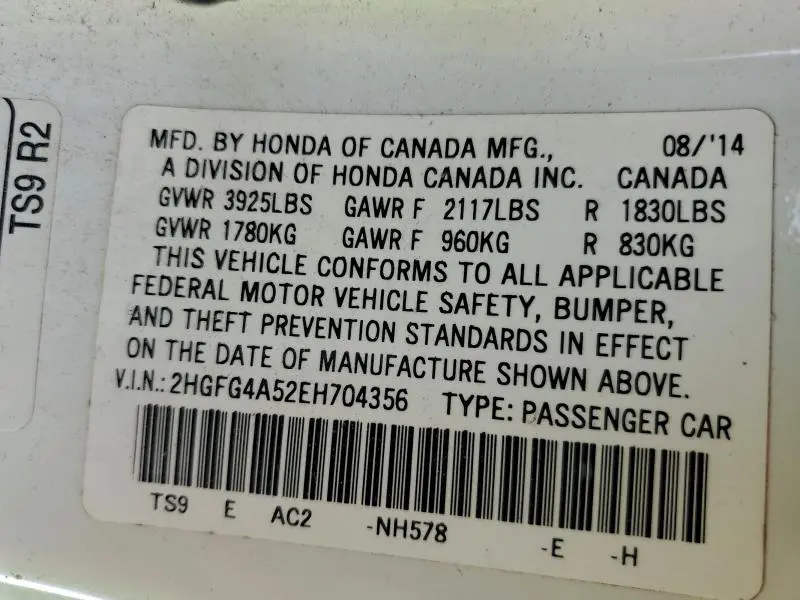 TS9 R2
MFD. BY HONDA OF CANADA MFG., 08/'14
A DIVISION OF HONDA CANADA INC. CANADA
GVWR 3925LBS GAWR F 2117LBS R 1830LBS
GVWR 1780KG GAWR F 960KG R 830KG
THIS VEHICLE CONFORMS TO ALL APPLICABLE
FEDERAL MOTOR VEHICLE SAFETY, BUMPER,
AND THEFT PREVENTION STANDARDS IN EFFECT
ON THE DATE OF MANUFACTURE SHOWN ABOVE.
V.I.N.: 2HGFG4A52EH704356 TYPE: PASSENGER CAR
TS9 E AC2 -NH578 -E -H